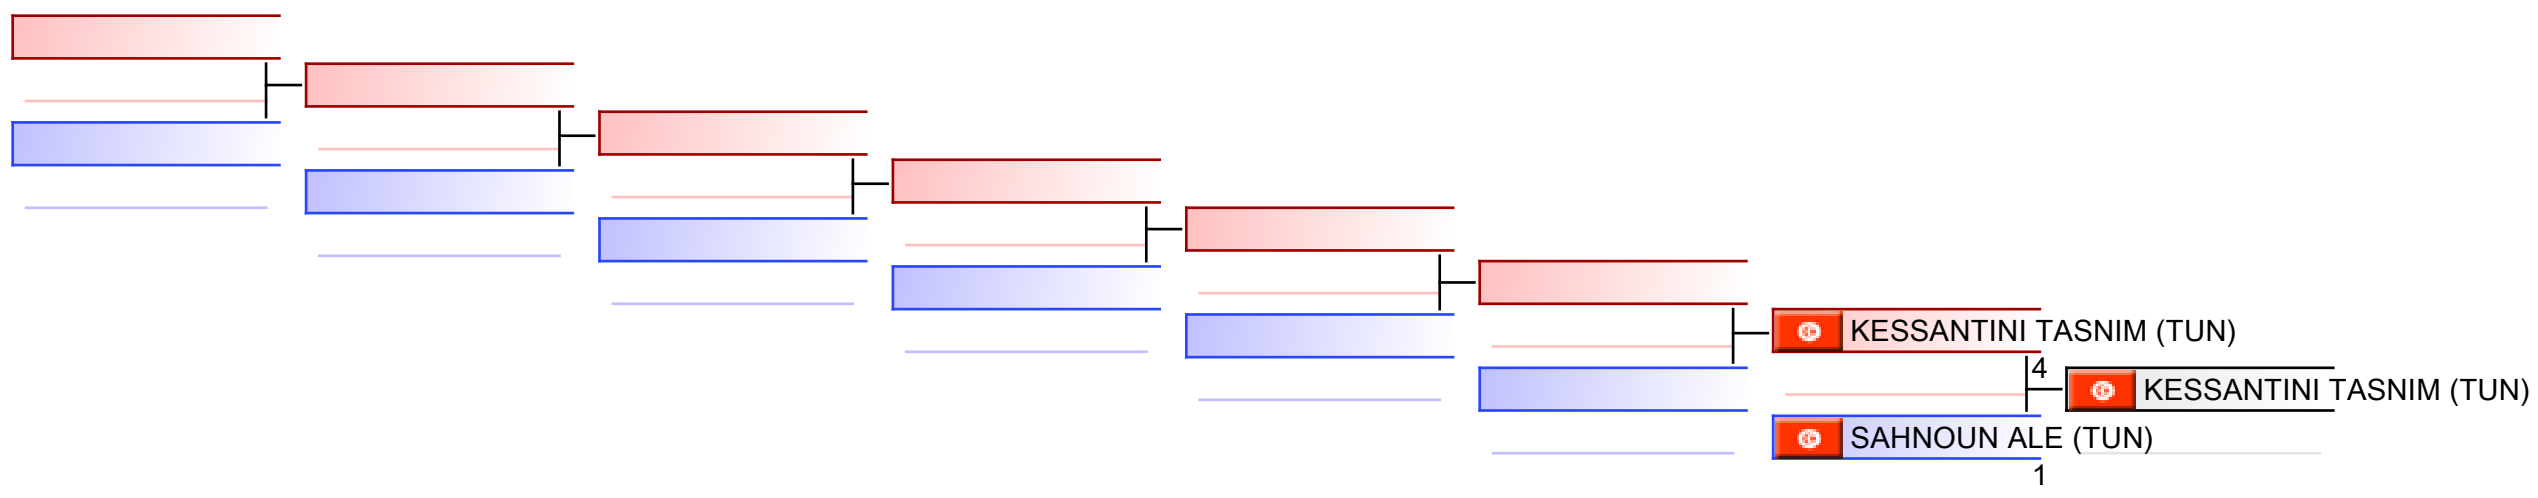 KESSANTINI TASNIM (TUN)
4
KESSANTINI TASNIM (TUN)
SAHNOUN ALE (TUN)
1